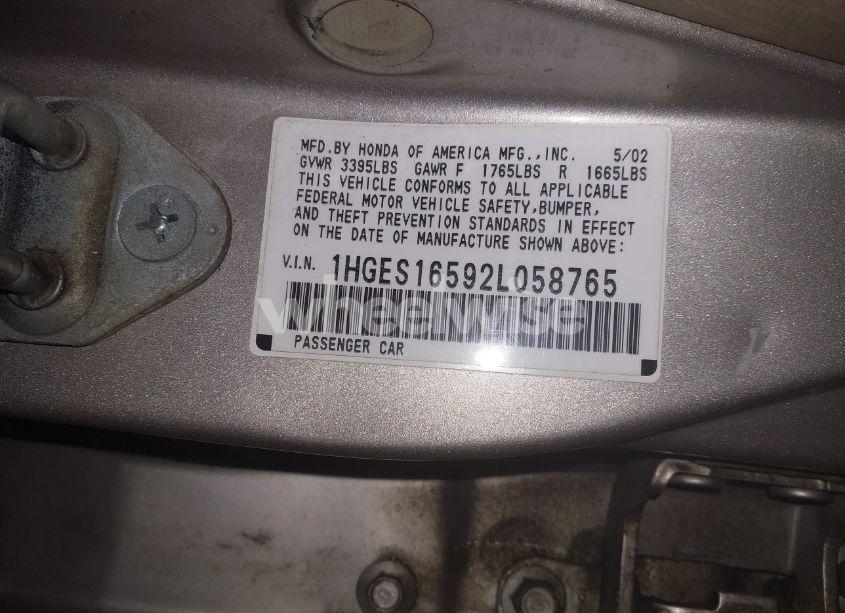 MFD.BY HONDA OF AMERICA MFG.,INC. 5/02
GVWR 3395LBS GAWR F 1765LBS R 1665LBS
THIS VEHICLE CONFORMS TO ALL APPLICABLE
FEDERAL MOTOR VEHICLE SAFETY,BUMPER,
AND THEFT PREVENTION STANDARDS IN EFFECT
ON THE DATE OF MANUFACTURE SHOWN ABOVE:
V.I.N. 1HGES16592L058765
wheelwise
PASSENGER CAR